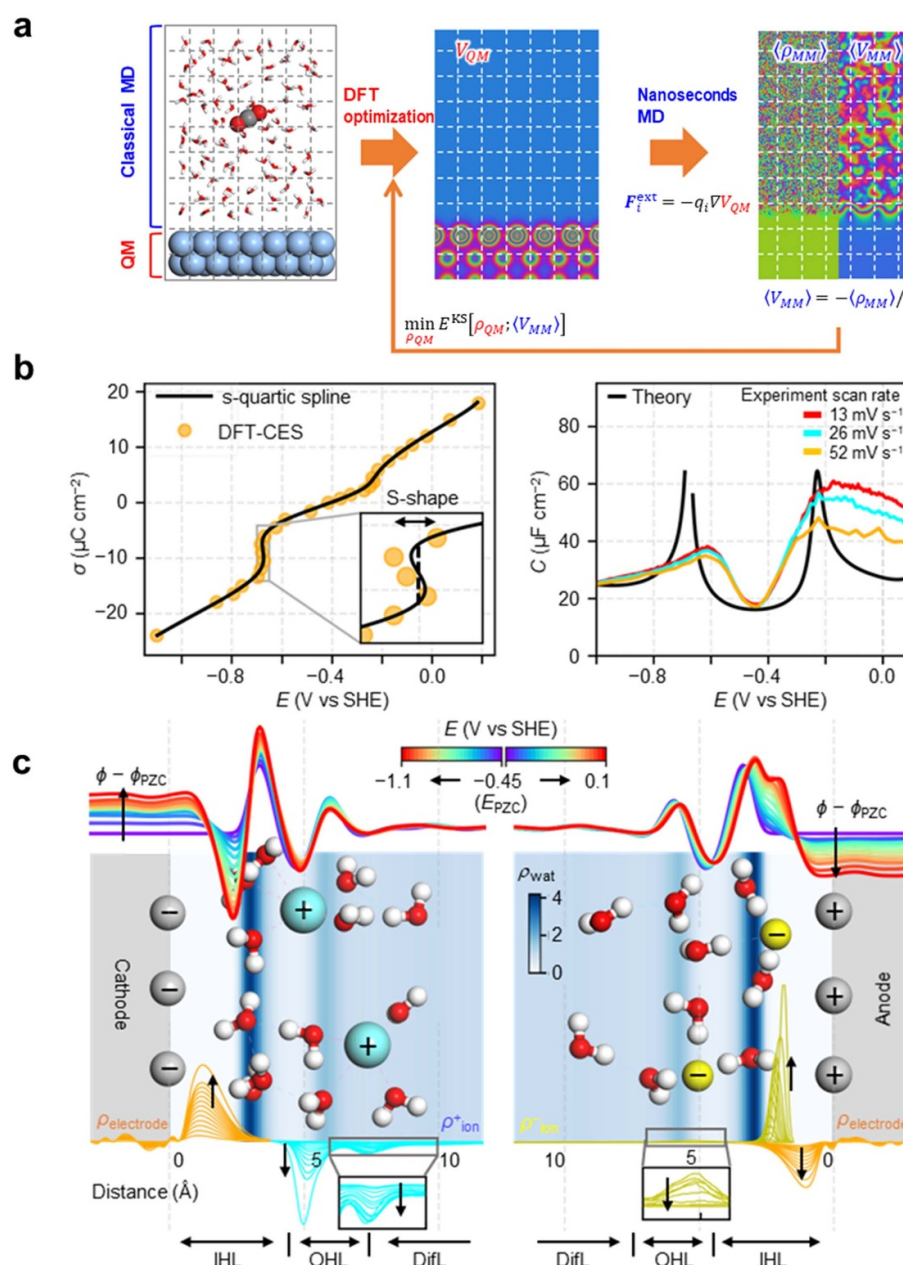 a
Classical MD
QM
DFT
optimization
V_QM
Nanoseconds
MD
F_i^ext = −q_i∇V_QM
⟨ρ_MM⟩ ⟨V_MM⟩
⟨V_MM⟩ = −⟨ρ_MM⟩/
min E^KS[ρ_QM; ⟨V_MM⟩]
ρ_QM
b
20
10
0
−10
−20
σ (μC cm⁻²)
s-quartic spline
DFT-CES
S-shape
−0.8
−0.4
0.0
E (V vs SHE)
80
60
40
20
0
C (μF cm⁻²)
Theory
Experiment scan rate
13 mV s⁻¹
26 mV s⁻¹
52 mV s⁻¹
−0.8
−0.4
0.0
E (V vs SHE)
c
E (V vs SHE)
−1.1
−0.45
0.1
(E_PZC)
ϕ − ϕ_PZC
ϕ − ϕ_PZC
ρ_wat
4
2
0
Cathode
Anode
−
−
−
+
+
−
−
+
+
+
ρ_electrode
ρ⁺_ion
ρ⁻_ion
ρ_electrode
0
5
10
10
5
0
Distance (Å)
IHL
OHL
DifL
DifL
OHL
IHL